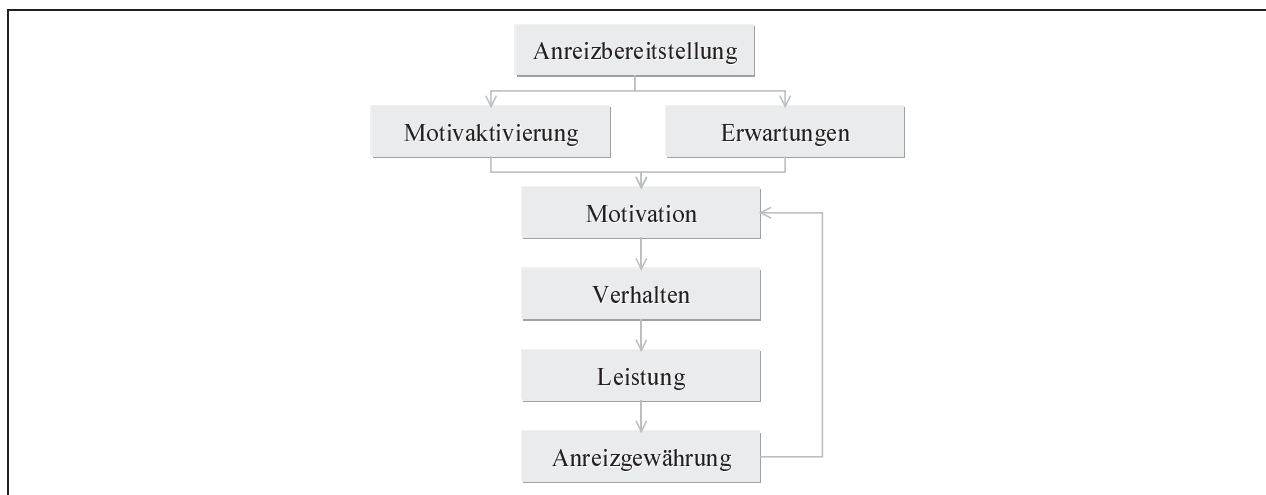 Anreizbereitstellung
Motivaktivierung
Erwartungen
Motivation
Verhalten
Leistung
Anreizgewährung